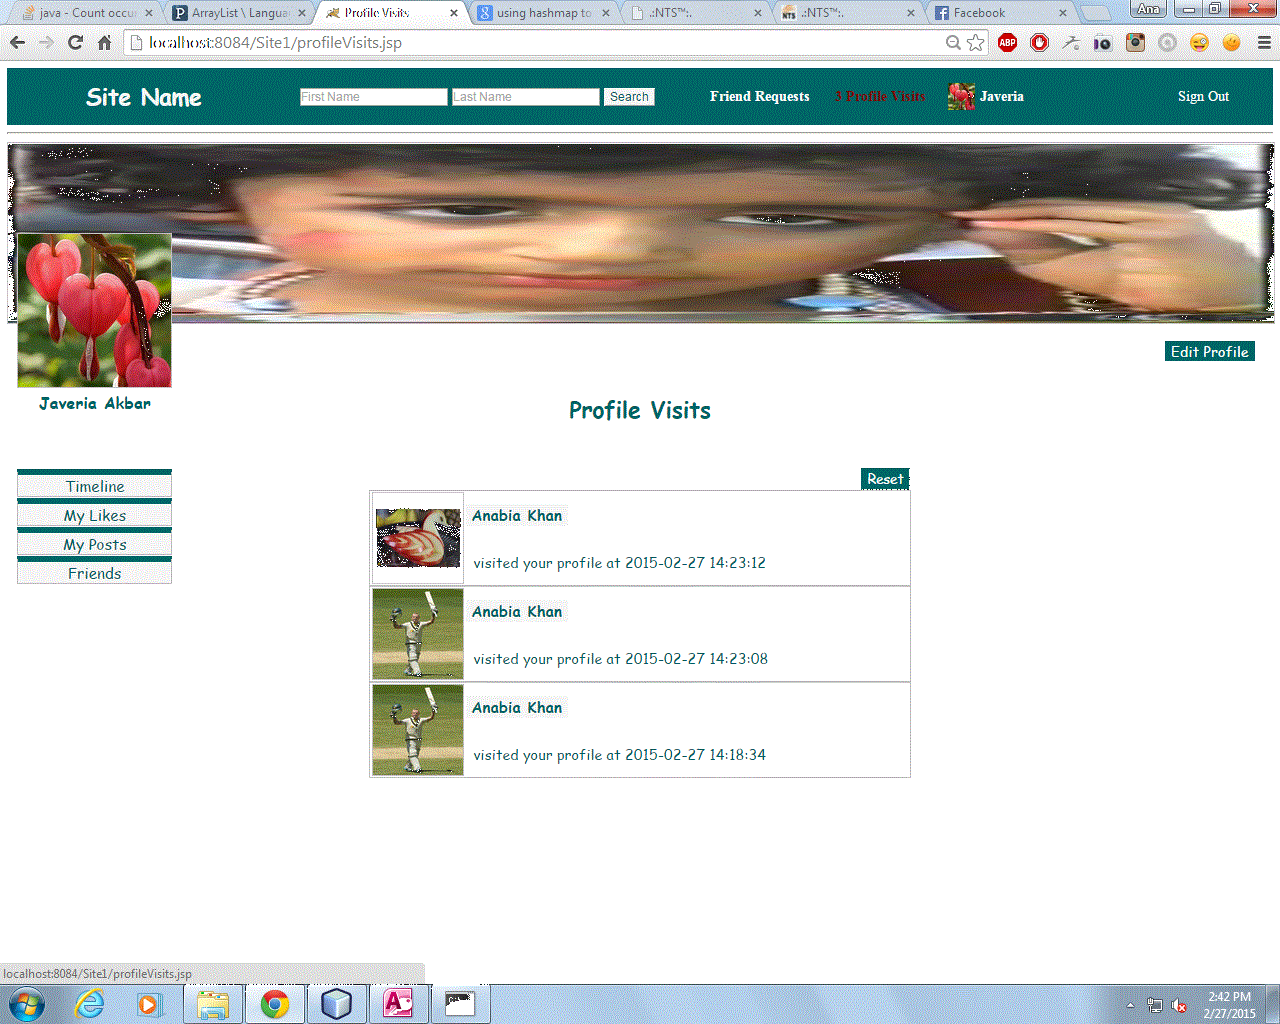 java - Count occu
ArrayList \ Langua
Profile Visits
using hashmap to
.:NTS™:.
.:NTS™:.
Facebook
Ana
localhost:8084/Site1/profileVisits.jsp
ABP
Site Name
First Name
Last Name
Search
Friend Requests
3 Profile Visits
Javeria
Sign Out
Edit Profile
Javeria Akbar
Profile Visits
Reset
Timeline
My Likes
My Posts
Friends
Anabia Khan
visited your profile at 2015-02-27 14:23:12
Anabia Khan
visited your profile at 2015-02-27 14:23:08
Anabia Khan
visited your profile at 2015-02-27 14:18:34
localhost:8084/Site1/profileVisits.jsp
2:42 PM
2/27/2015